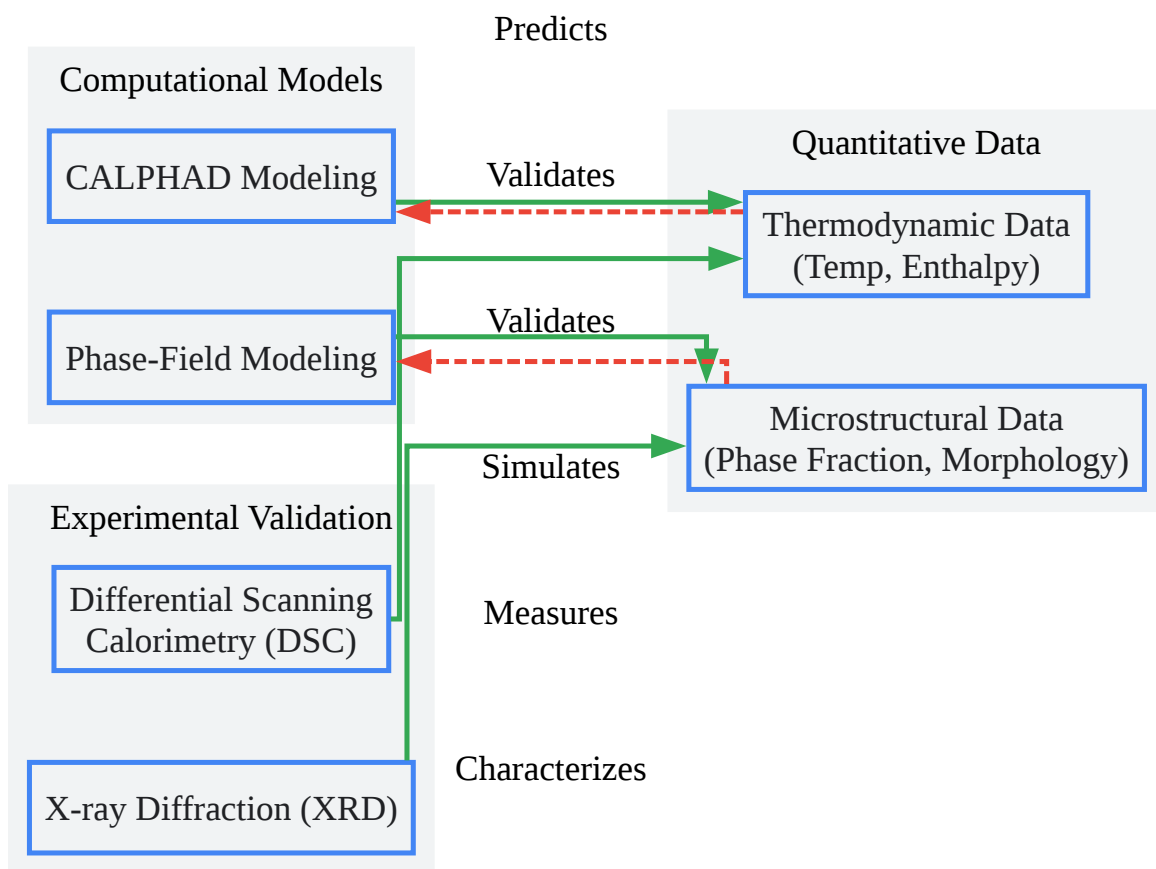 Predicts
Computational Models
CALPHAD Modeling
Phase-Field Modeling
Validates
Validates
Simulates
Measures
Characterizes
Quantitative Data
Thermodynamic Data
(Temp, Enthalpy)
Microstructural Data
(Phase Fraction, Morphology)
Experimental Validation
Differential Scanning
Calorimetry (DSC)
X-ray Diffraction (XRD)